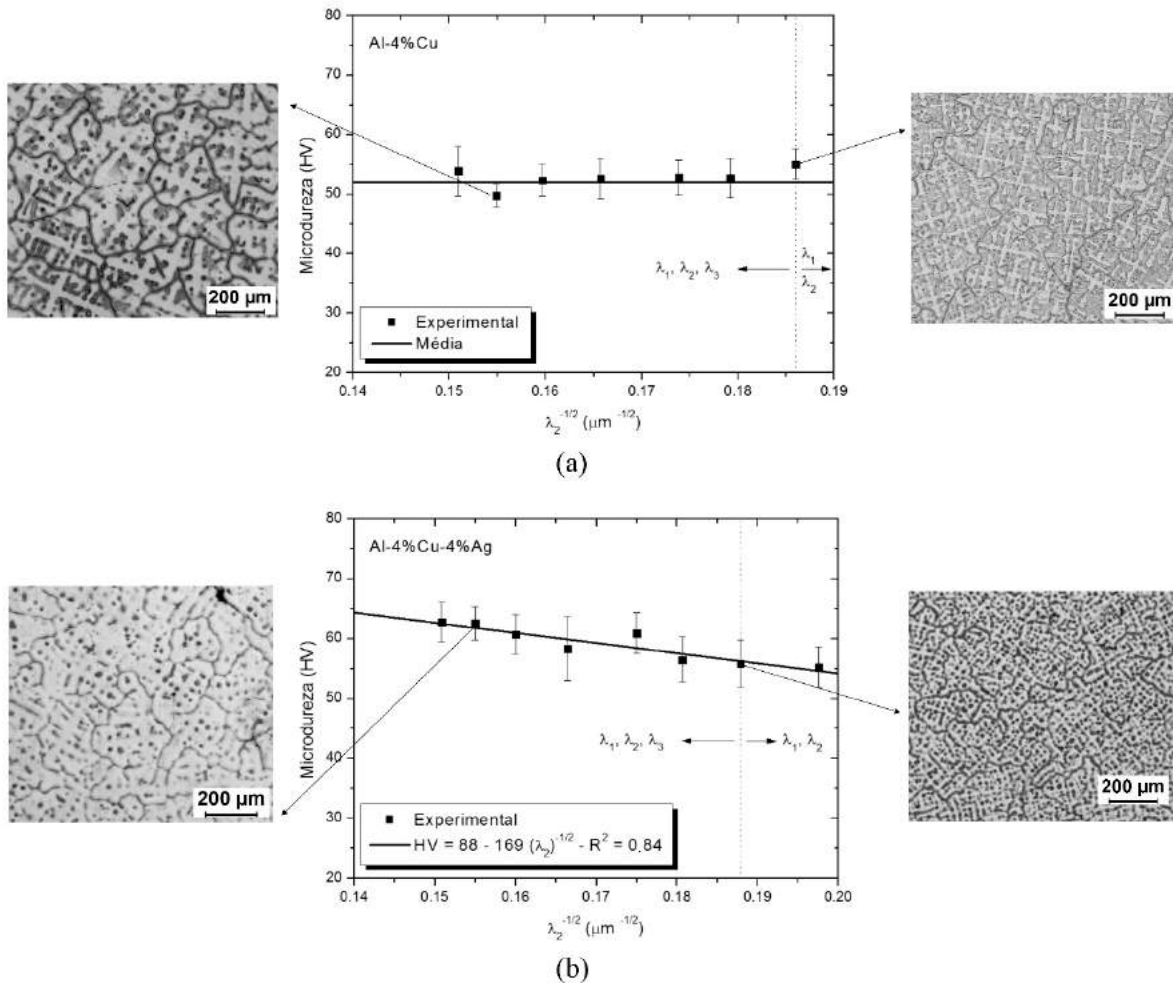 80
Al-4%Cu
70
60
50
40
30
20
Microdureza (HV)
200 µm
200 µm
λ₁, λ₂, λ₃
λ₁
λ₂
Experimental
Média
0.14 0.15 0.16 0.17 0.18 0.19
λ₂⁻¹/² (µm ⁻¹/²)
(a)
80
Al-4%Cu-4%Ag
70
60
50
40
30
20
Microdureza (HV)
200 µm
200 µm
λ₁, λ₂, λ₃
λ₁, λ₂
Experimental
HV = 88 - 169 (λ₂)⁻¹/² - R² = 0.84
0.14 0.15 0.16 0.17 0.18 0.19 0.20
λ₂⁻¹/² (µm ⁻¹/²)
(b)